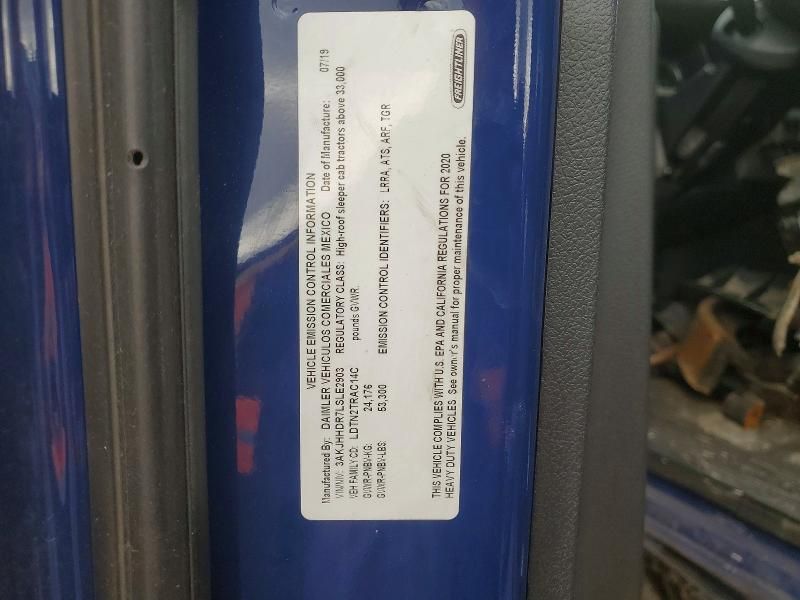 VEHICLE EMISSION CONTROL INFORMATION
Manufactured By: DAIMLER VEHICULOS COMERCIALES MEXICO Date of Manufacture: 07/19
VIN/NIV: 3AKJHHDR7LSLE2903 REGULATORY CLASS: High-roof sleeper cab tractors above 33,000
VEH FAMILY CD: LDTN2TRAC14C pounds GVWR.
GVWR-PNBV-KG: 24,176
GVWR-PNBV-LBS: 53,300 EMISSION CONTROL IDENTIFIERS: LRRA, ATS, ARF, TGR
THIS VEHICLE COMPLIES WITH U.S. EPA AND CALIFORNIA REGULATIONS FOR 2020
HEAVY DUTY VEHICLES. See owner's manual for proper maintenance of this vehicle.
FREIGHTLINER